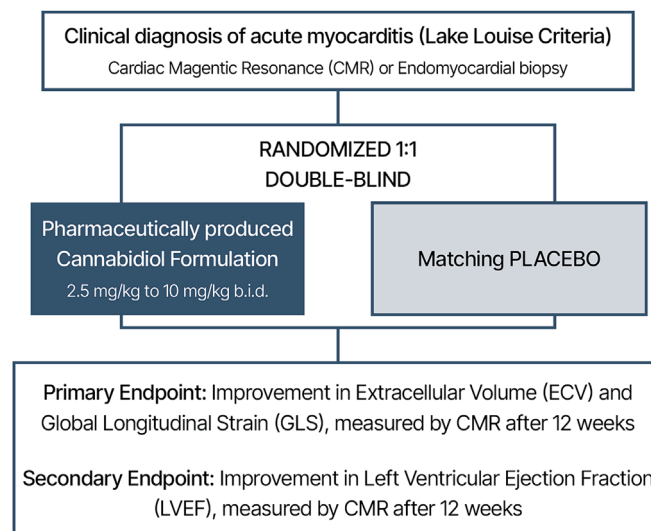 Clinical diagnosis of acute myocarditis (Lake Louise Criteria)
Cardiac Magentic Resonance (CMR) or Endomyocardial biopsy
RANDOMIZED 1:1
DOUBLE-BLIND
Pharmaceutically produced
Cannabidiol Formulation
2.5 mg/kg to 10 mg/kg b.i.d.
Matching PLACEBO
Primary Endpoint: Improvement in Extracellular Volume (ECV) and
Global Longitudinal Strain (GLS), measured by CMR after 12 weeks
Secondary Endpoint: Improvement in Left Ventricular Ejection Fraction
(LVEF), measured by CMR after 12 weeks